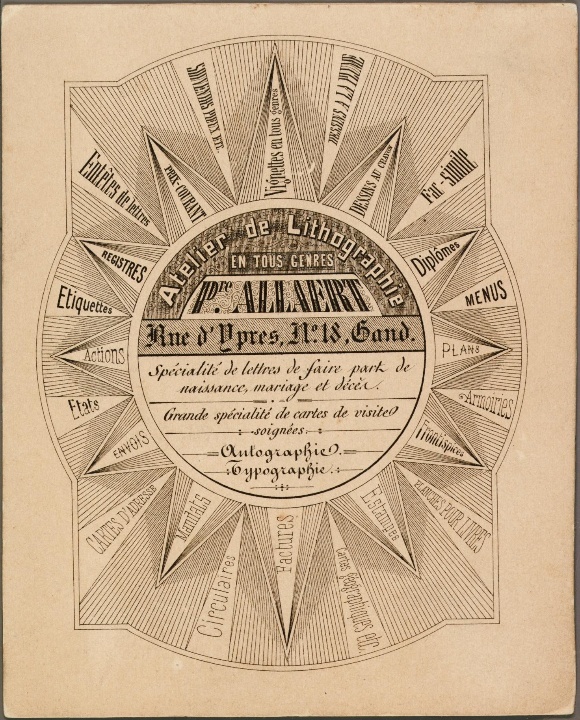 Vignettes en tous genres
DESSINS A LA PLUME
DESSINS AU CRAYON
Fac-simile
Diplômes
MENUS
PLANS
Armoiries
Frontispices
PLANCHES POUR LIVRES
Estampes
Cartes géographiques etc.
Factures
Circulaires
Mandats
CARTES D'ADRESSE
ENVOIS
Etats
Actions
Etiquettes
REGISTRES
Entêtes de lettres
PRIX-COURANT
SOUVENIRS PIEUX ETC.
Atelier de Lithographie
EN TOUS GENRES
Pre. ALLAERT
Rue d'Ypres, No. 18, Gand.
Spécialité de lettres de faire part de
naissance, mariage et décès.
Grande spécialité de cartes de visite
soignées.
Autographie.
Typographie.